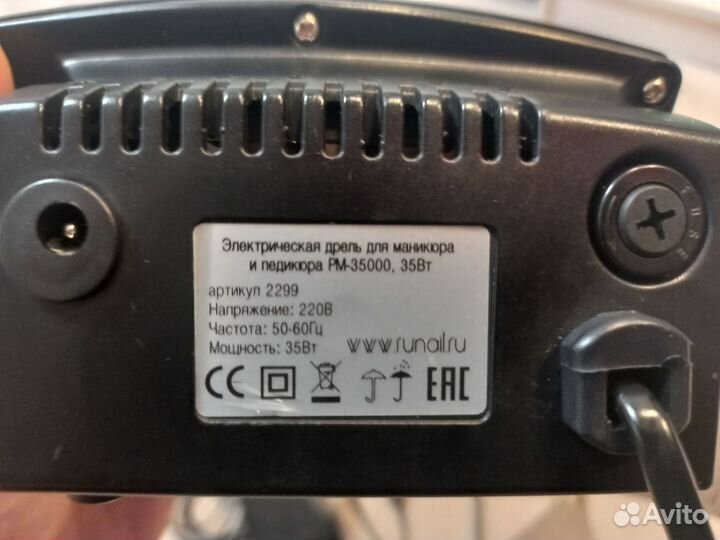 Электрическая дрель для маникюра
и педикюра РМ-35000, 35Вт
артикул 2299
Напряжение: 220В
Частота: 50-60Гц
Мощность: 35Вт www.runail.ru
CE EAC
FUSE
Avito